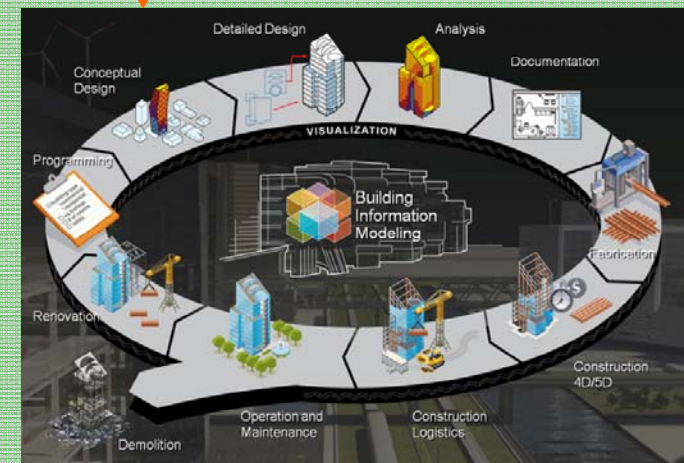 Detailed Design
Analysis
Conceptual
Design
Documentation
VISUALIZATION
Programming
Building
Information
Modeling
Fabrication
Renovation
Construction
4D/5D
Operation and
Maintenance
Construction
Logistics
Demolition